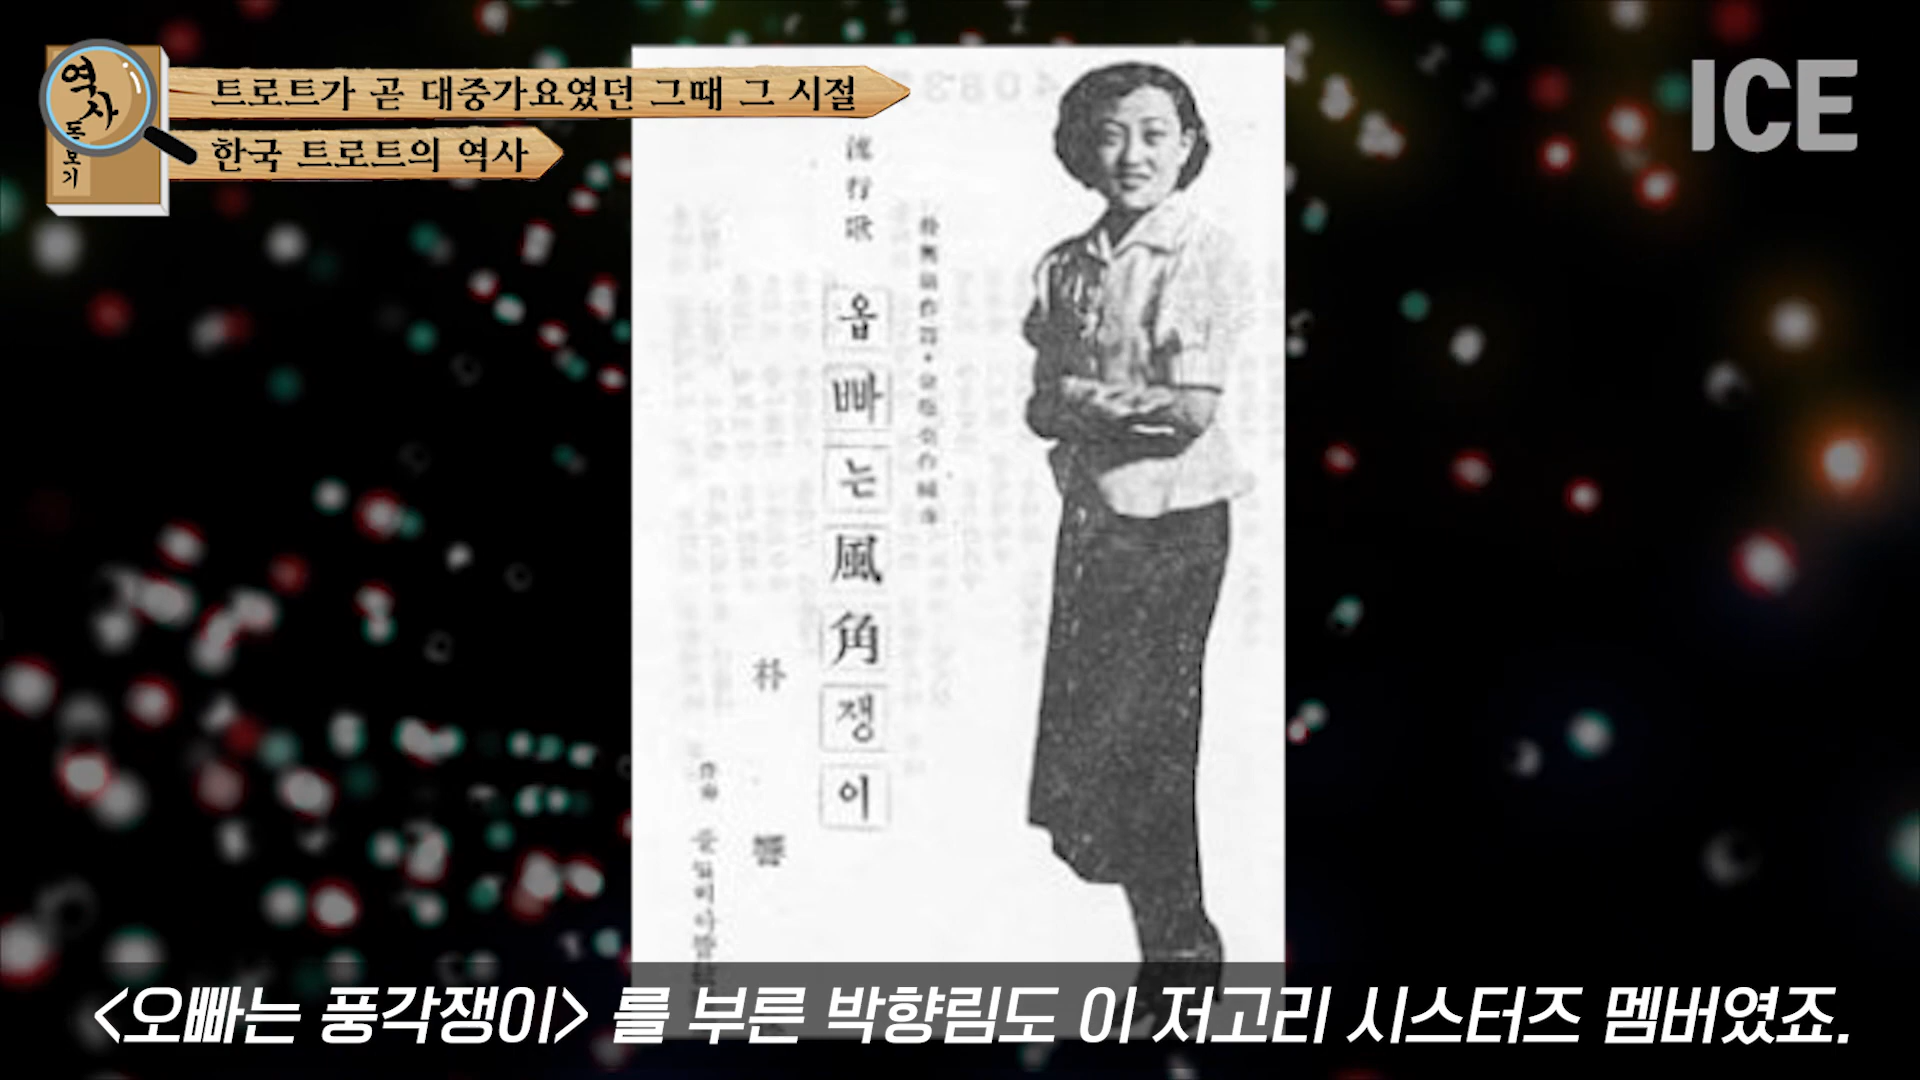 역사
돋보기
트로트가 곧 대중가요였던 그때 그 시절
한국 트로트의 역사
ICE
流行歌
옵빠는風角쟁이
朴
<오빠는 풍각쟁이> 를 부른 박향림도 이 저고리 시스터즈 멤버였죠.